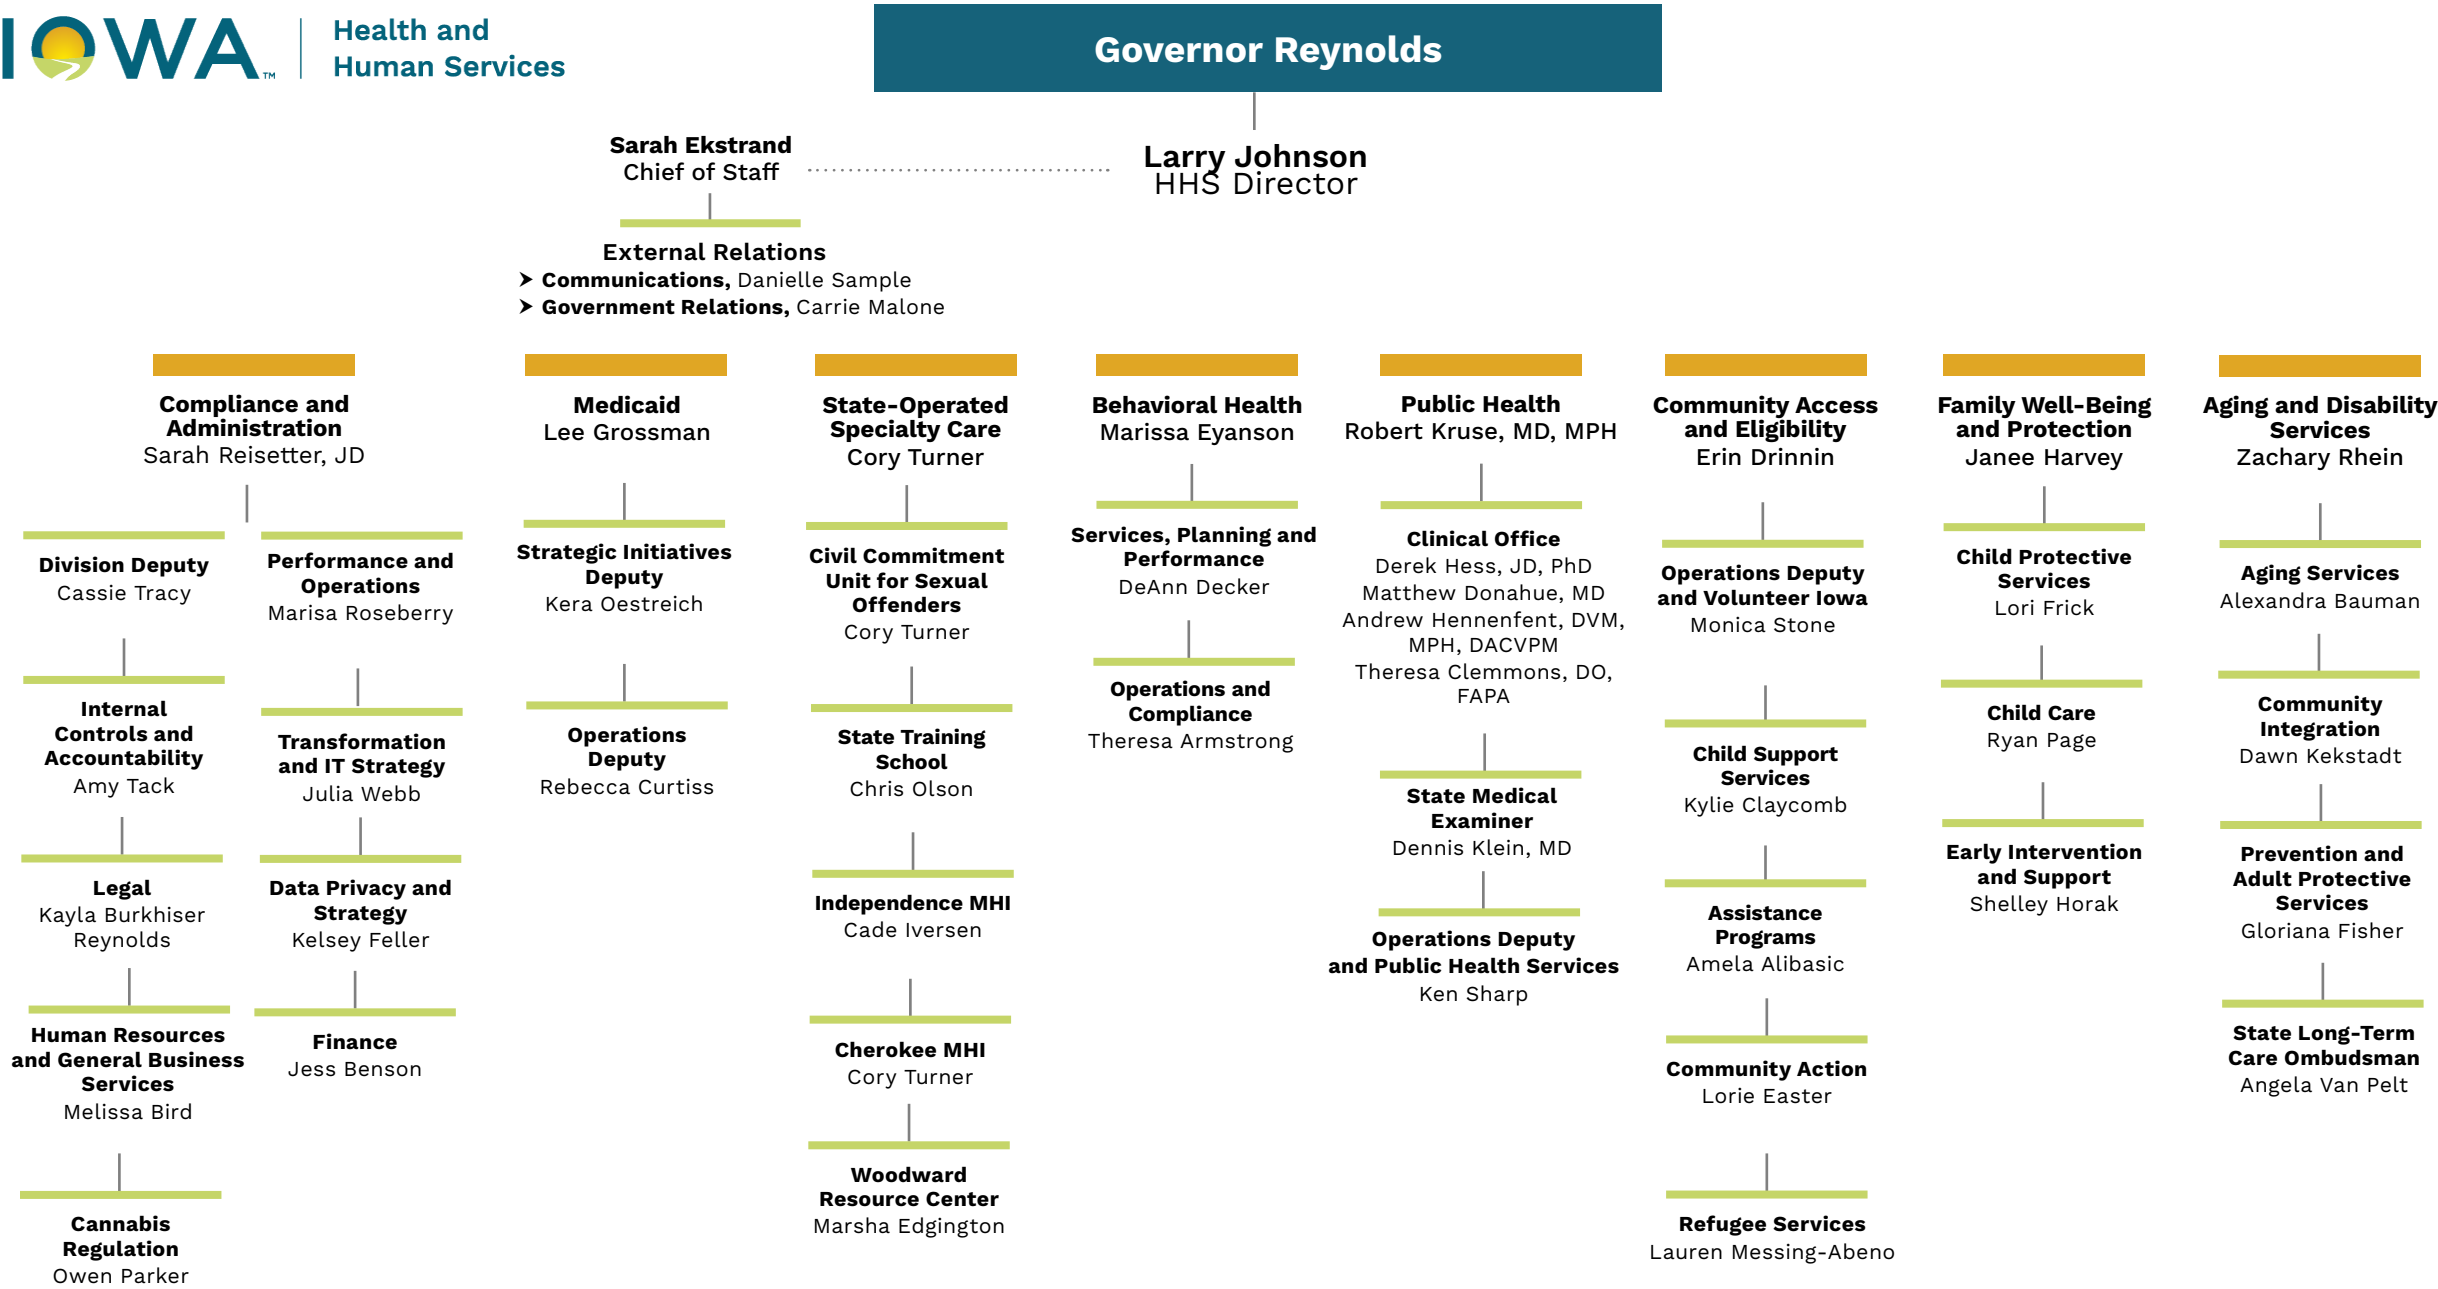 IOWA™
Health and
Human Services
Governor Reynolds
Larry Johnson
HHS Director
Sarah Ekstrand
Chief of Staff
External Relations
➤ Communications, Danielle Sample
➤ Government Relations, Carrie Malone
Compliance and
Administration
Sarah Reisetter, JD
Division Deputy
Cassie Tracy
Internal
Controls and
Accountability
Amy Tack
Legal
Kayla Burkhiser
Reynolds
Human Resources
and General Business
Services
Melissa Bird
Cannabis
Regulation
Owen Parker
Performance and
Operations
Marisa Roseberry
Transformation
and IT Strategy
Julia Webb
Data Privacy and
Strategy
Kelsey Feller
Finance
Jess Benson
Medicaid
Lee Grossman
Strategic Initiatives
Deputy
Kera Oestreich
Operations
Deputy
Rebecca Curtiss
State-Operated
Specialty Care
Cory Turner
Civil Commitment
Unit for Sexual
Offenders
Cory Turner
State Training
School
Chris Olson
Independence MHI
Cade Iversen
Cherokee MHI
Cory Turner
Woodward
Resource Center
Marsha Edgington
Behavioral Health
Marissa Eyanson
Services, Planning and
Performance
DeAnn Decker
Operations and
Compliance
Theresa Armstrong
Public Health
Robert Kruse, MD, MPH
Clinical Office
Derek Hess, JD, PhD
Matthew Donahue, MD
Andrew Hennenfent, DVM,
MPH, DACVPM
Theresa Clemmons, DO,
FAPA
State Medical
Examiner
Dennis Klein, MD
Operations Deputy
and Public Health Services
Ken Sharp
Community Access
and Eligibility
Erin Drinnin
Operations Deputy
and Volunteer Iowa
Monica Stone
Child Support
Services
Kylie Claycomb
Assistance
Programs
Amela Alibasic
Community Action
Lorie Easter
Refugee Services
Lauren Messing-Abeno
Family Well-Being
and Protection
Janee Harvey
Child Protective
Services
Lori Frick
Child Care
Ryan Page
Early Intervention
and Support
Shelley Horak
Aging and Disability
Services
Zachary Rhein
Aging Services
Alexandra Bauman
Community
Integration
Dawn Kekstadt
Prevention and
Adult Protective
Services
Gloriana Fisher
State Long-Term
Care Ombudsman
Angela Van Pelt